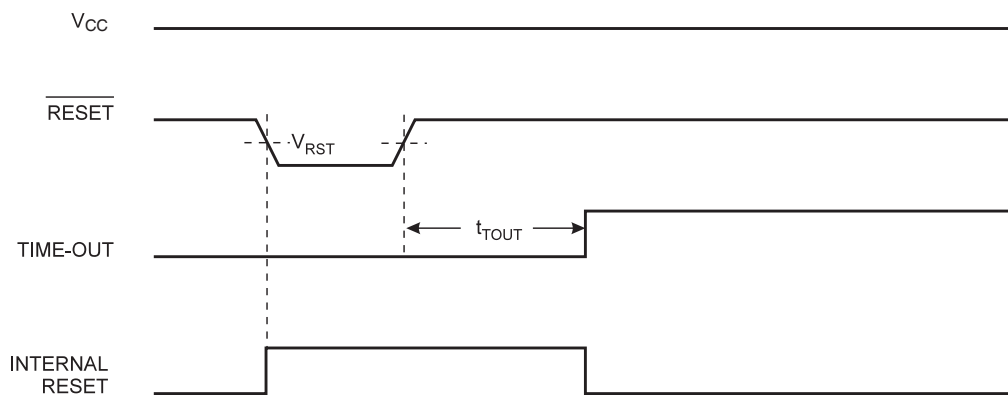 VCC
RESET
VRST
tTOUT
TIME-OUT
INTERNAL
RESET